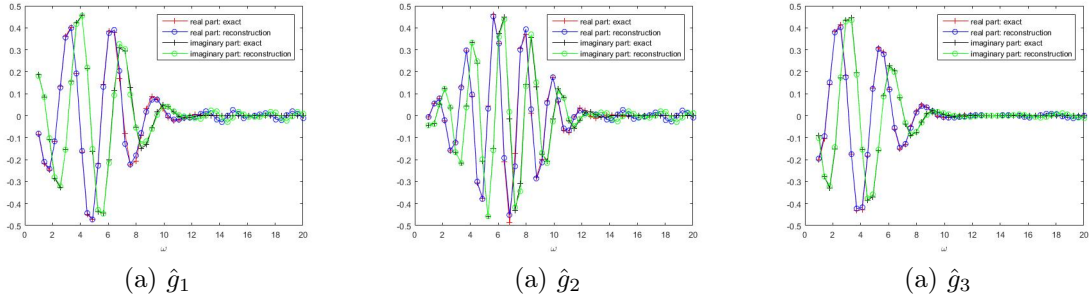 0.5
0.4
0.3
0.2
0.1
0
-0.1
-0.2
-0.3
-0.4
-0.5
0 2 4 6 8 10 12 14 16 18 20
ω
real part: exact
real part: reconstruction
imaginary part: exact
imaginary part: reconstruction
(a) ĝ1
0.5
0.4
0.3
0.2
0.1
0
-0.1
-0.2
-0.3
-0.4
-0.5
0 2 4 6 8 10 12 14 16 18 20
ω
real part: exact
real part: reconstruction
imaginary part: exact
imaginary part: reconstruction
(a) ĝ2
0.5
0.4
0.3
0.2
0.1
0
-0.1
-0.2
-0.3
-0.4
-0.5
0 2 4 6 8 10 12 14 16 18 20
ω
real part: exact
real part: reconstruction
imaginary part: exact
imaginary part: reconstruction
(a) ĝ3